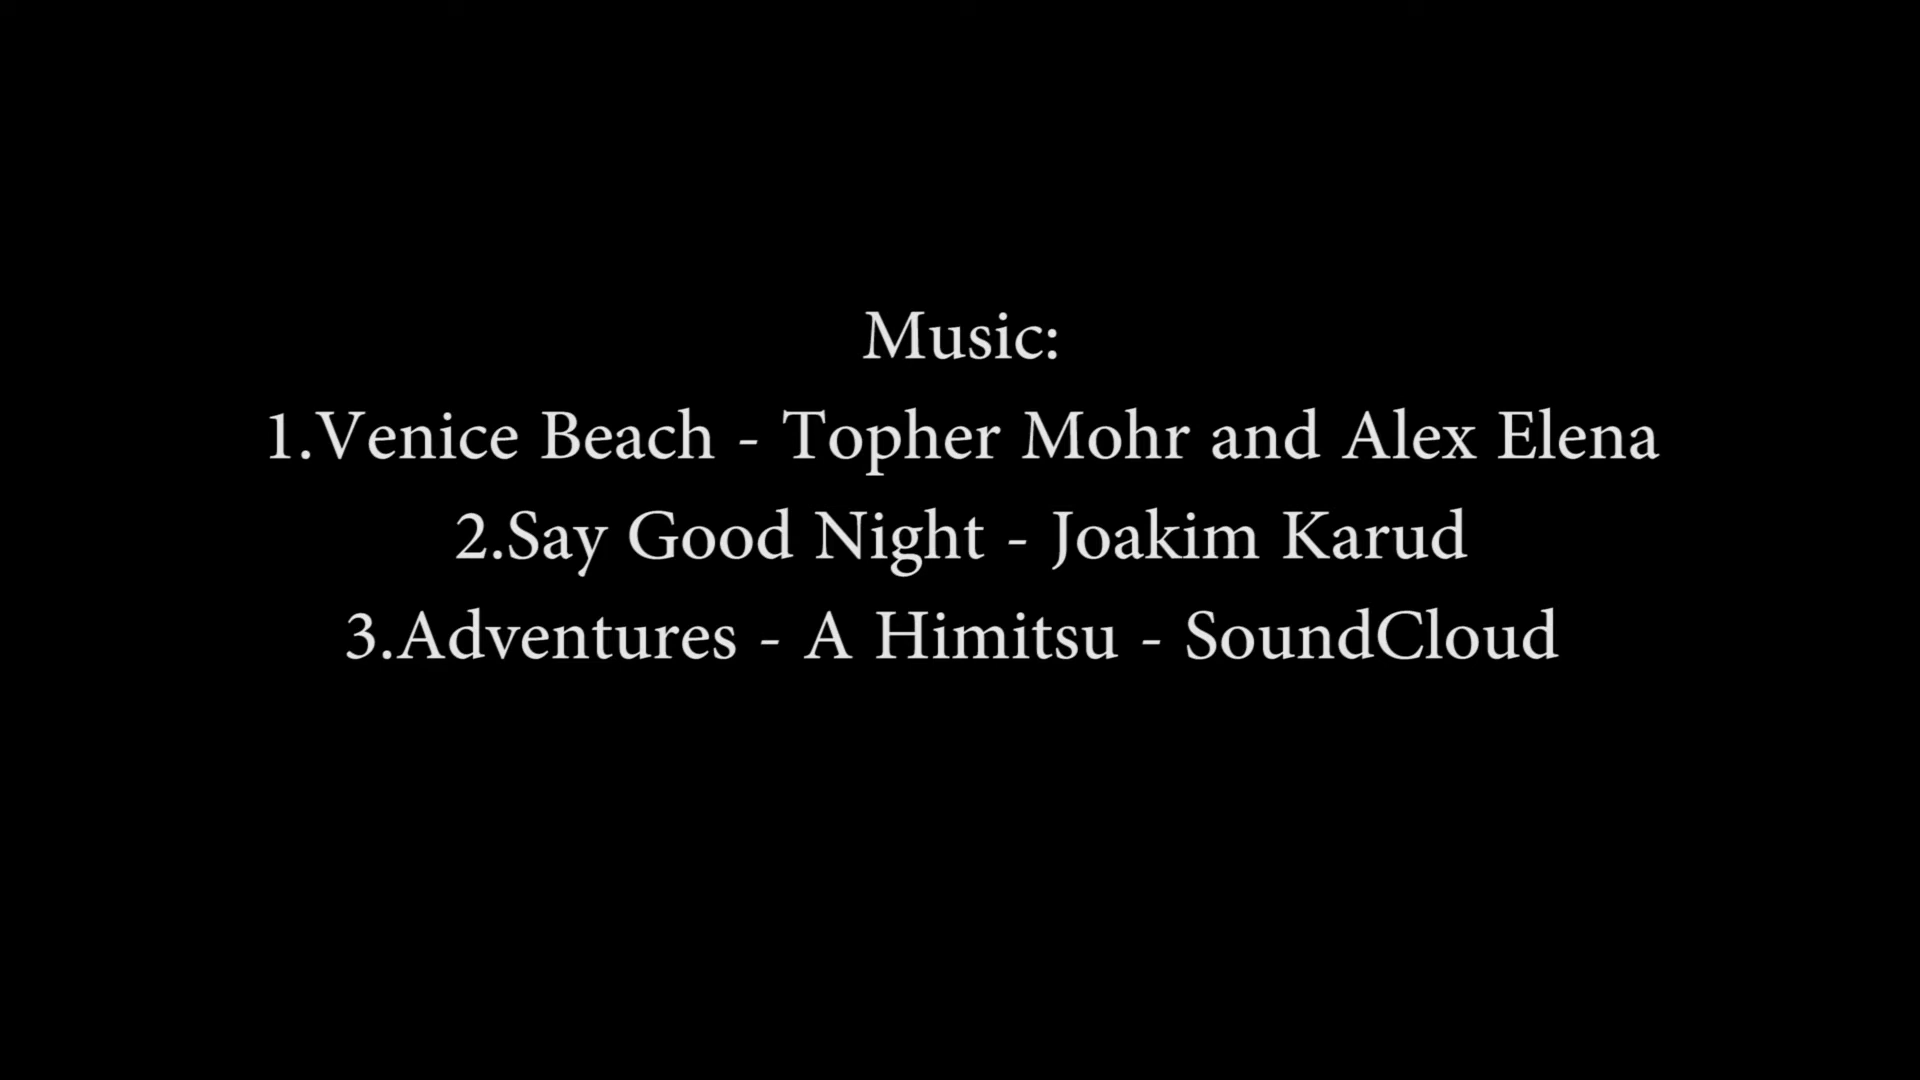 Music:
1.Venice Beach - Topher Mohr and Alex Elena
2.Say Good Night - Joakim Karud
3.Adventures - A Himitsu - SoundCloud